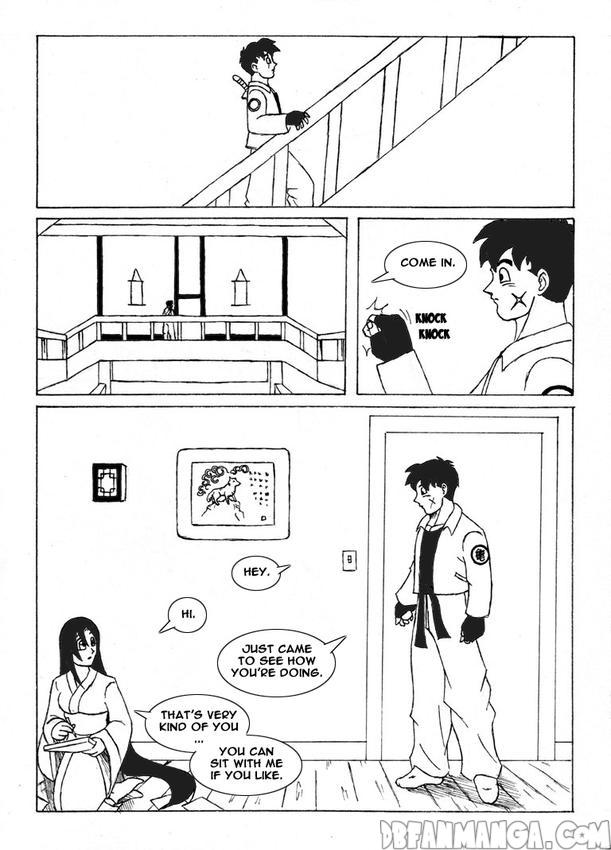 COME IN.
KNOCK
KNOCK
HEY.
HI.
JUST CAME
TO SEE HOW
YOU'RE DOING.
THAT'S VERY
KIND OF YOU
...
YOU CAN
SIT WITH ME
IF YOU LIKE.
DBFANMANGA.COM